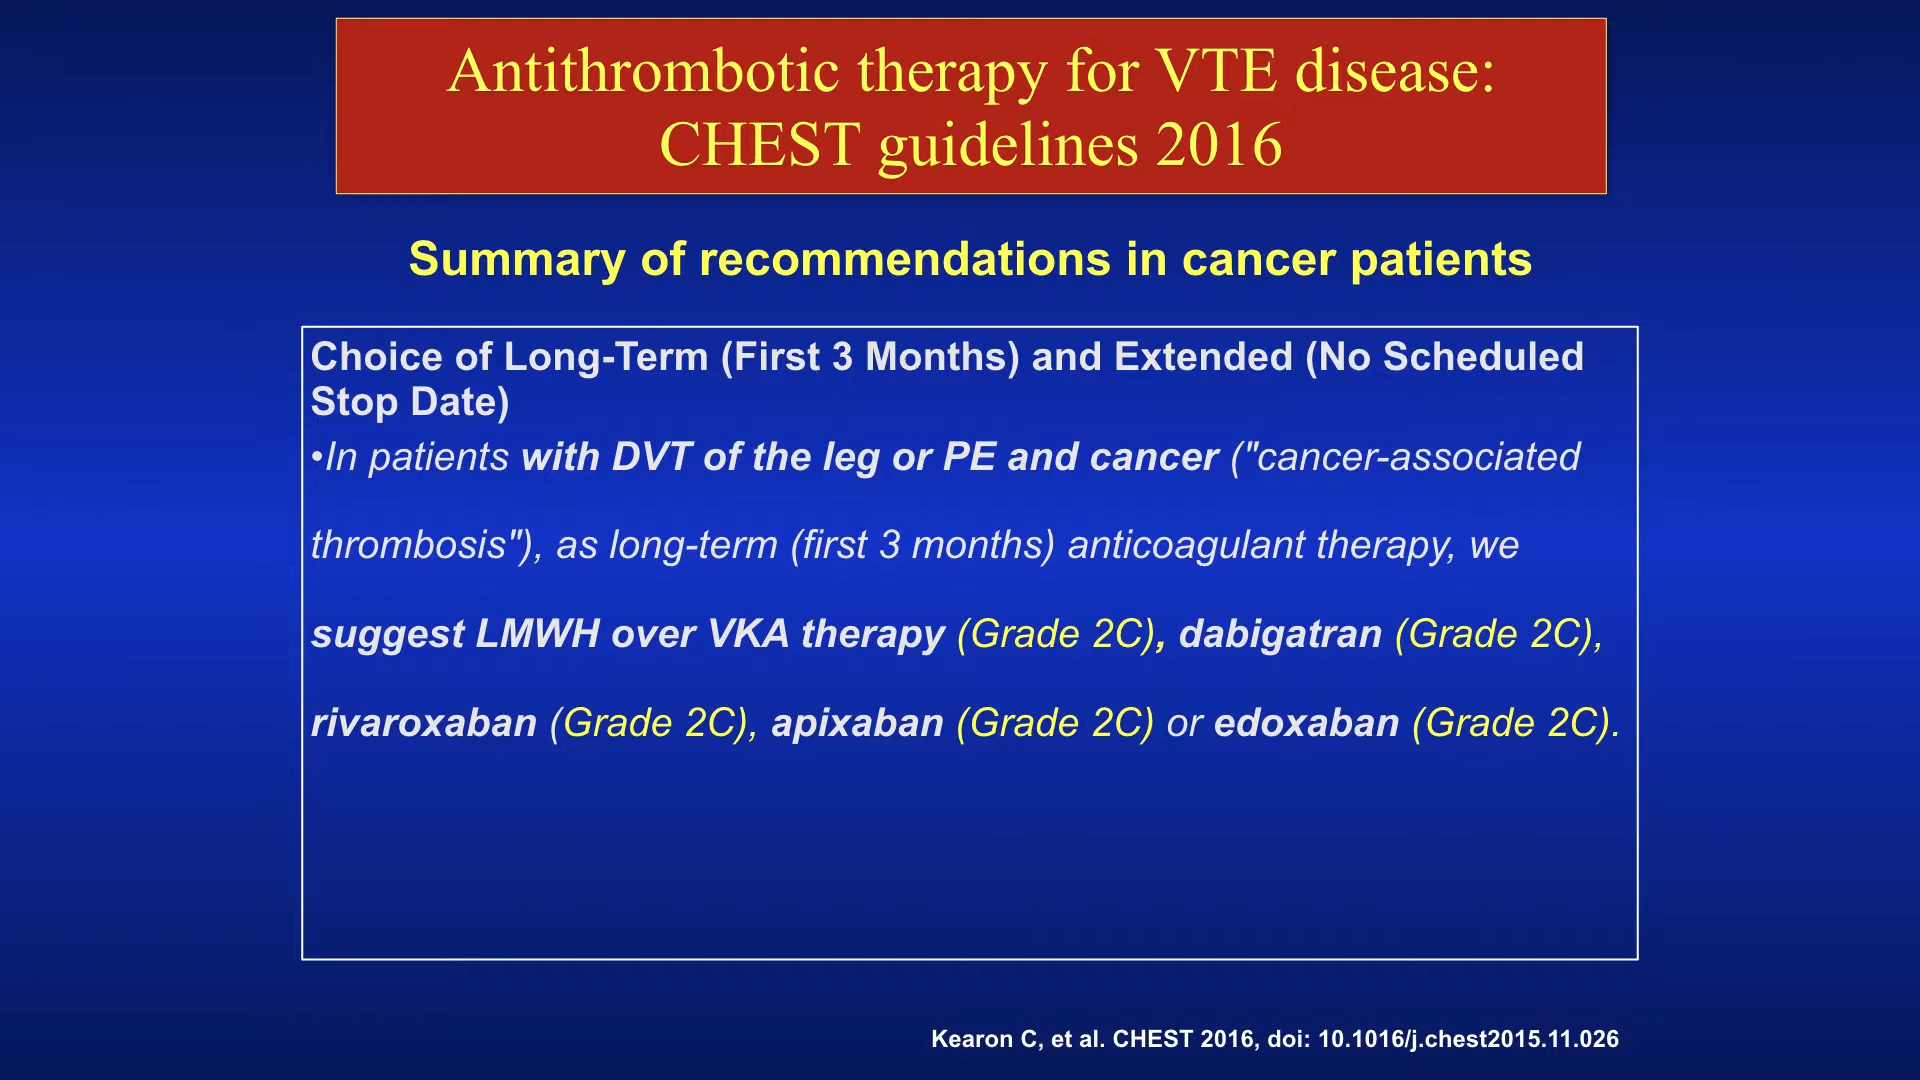 Antithrombotic therapy for VTE disease:
CHEST guidelines 2016
Summary of recommendations in cancer patients
Choice of Long-Term (First 3 Months) and Extended (No Scheduled
Stop Date)
•In patients with DVT of the leg or PE and cancer ("cancer-associated
thrombosis"), as long-term (first 3 months) anticoagulant therapy, we
suggest LMWH over VKA therapy (Grade 2C), dabigatran (Grade 2C),
rivaroxaban (Grade 2C), apixaban (Grade 2C) or edoxaban (Grade 2C).
Kearon C, et al. CHEST 2016, doi: 10.1016/j.chest2015.11.026